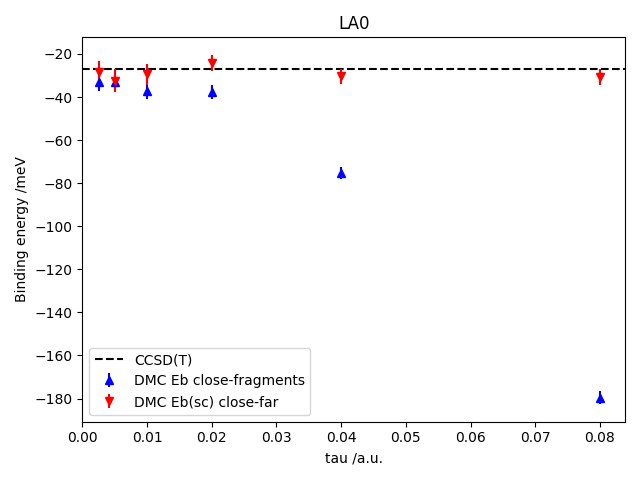 LA0
Binding energy /meV
−20
−40
−60
−80
−100
−120
−140
−160
−180
CCSD(T)
DMC Eb close-fragments
DMC Eb(sc) close-far
0.00 0.01 0.02 0.03 0.04 0.05 0.06 0.07 0.08
tau /a.u.